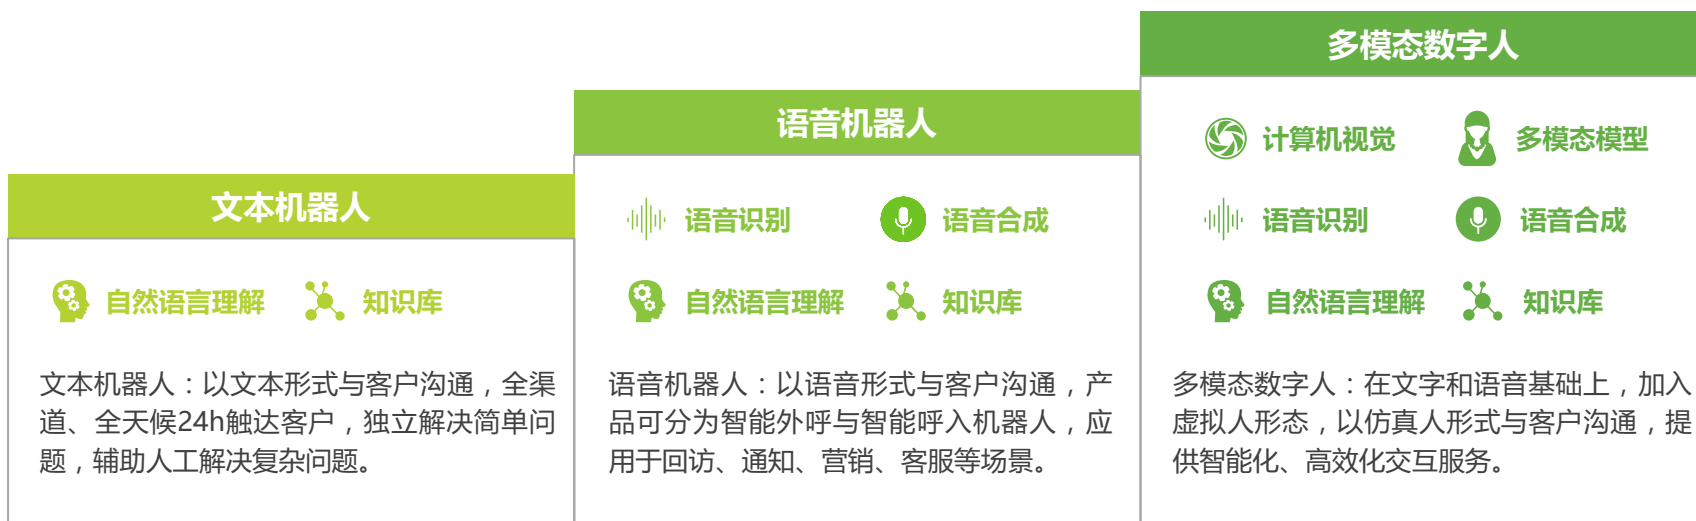 文本机器人
自然语言理解
知识库
文本机器人：以文本形式与客户沟通，全渠
道、全天候24h触达客户，独立解决简单问
题，辅助人工解决复杂问题。
语音机器人
语音识别
语音合成
自然语言理解
知识库
语音机器人：以语音形式与客户沟通，产
品可分为智能外呼与智能呼入机器人，应
用于回访、通知、营销、客服等场景。
多模态数字人
计算机视觉
多模态模型
语音识别
语音合成
自然语言理解
知识库
多模态数字人：在文字和语音基础上，加入
虚拟人形态，以仿真人形式与客户沟通，提
供智能化、高效化交互服务。